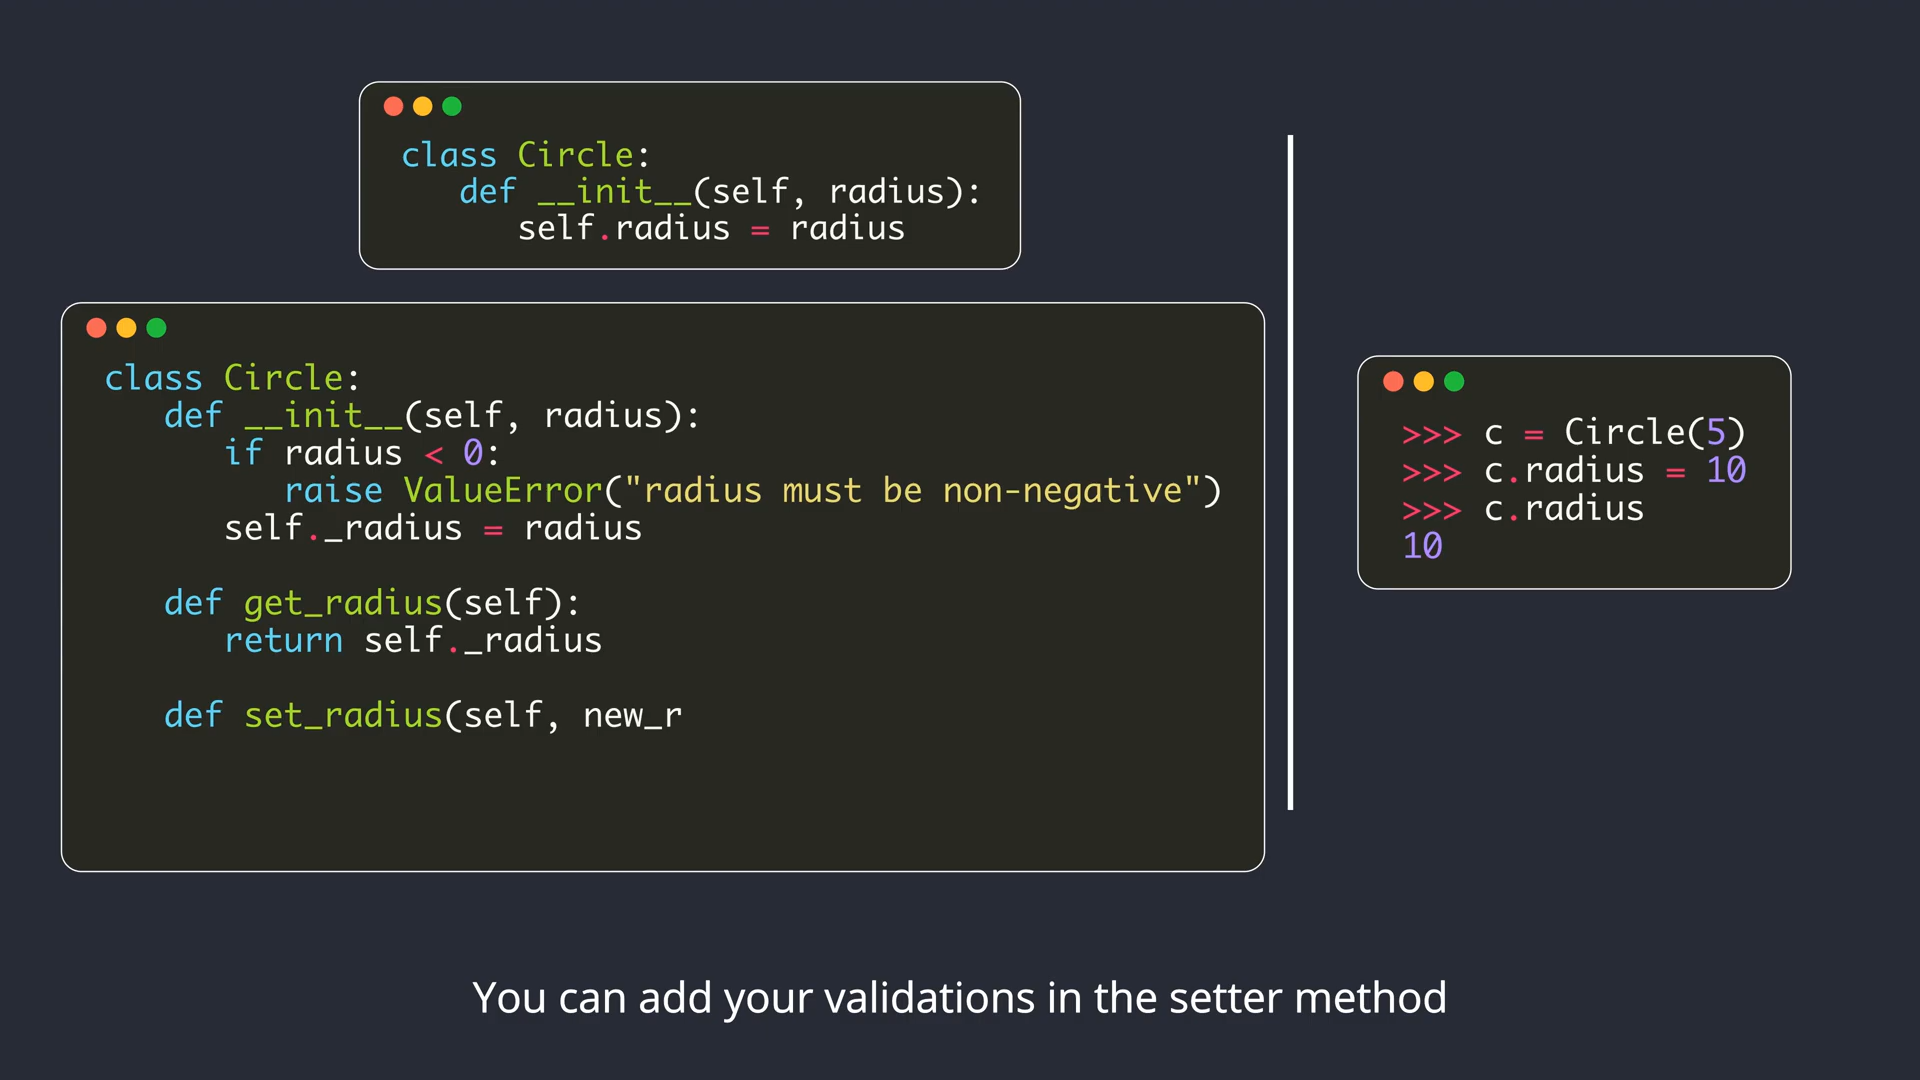 class Circle:
def __init__(self, radius):
self.radius = radius
class Circle:
def __init__(self, radius):
if radius < 0:
raise ValueError("radius must be non-negative")
self._radius = radius
def get_radius(self):
return self._radius
def set_radius(self, new_r
>>> c = Circle(5)
>>> c.radius = 10
>>> c.radius
10
You can add your validations in the setter method